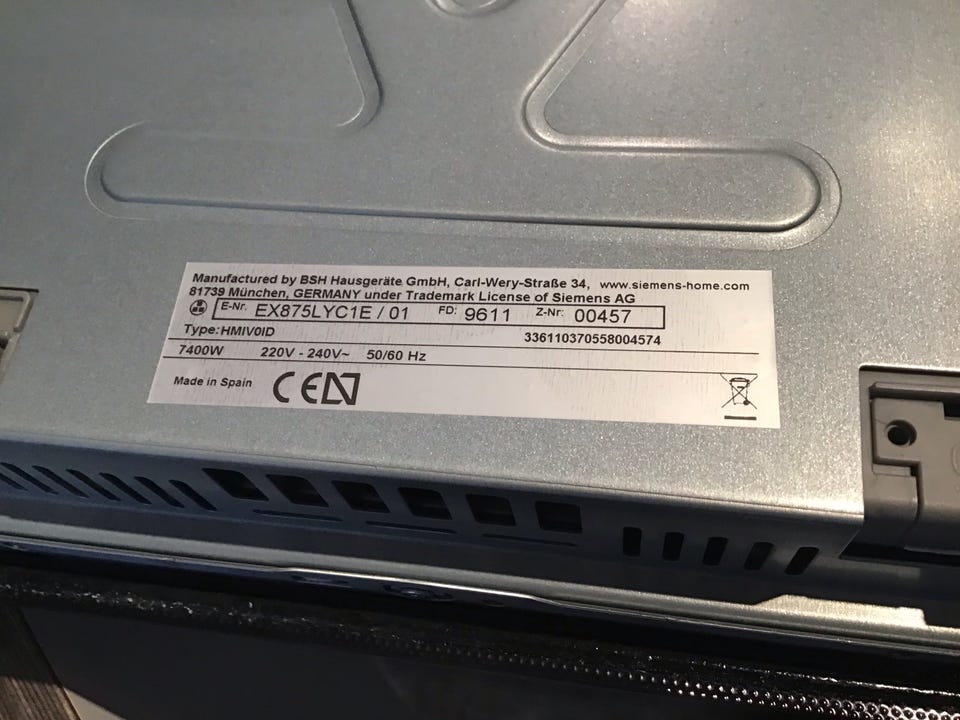 Manufactured by BSH Hausgeräte GmbH, Carl-Wery-Straße 34, www.siemens-home.com
81739 München, GERMANY under Trademark License of Siemens AG
E-Nr. EX875LYC1E / 01 FD: 9611 Z-Nr: 00457
Type: HMIV0ID 336110370558004574
7400W 220V - 240V~ 50/60 Hz
Made in Spain CE